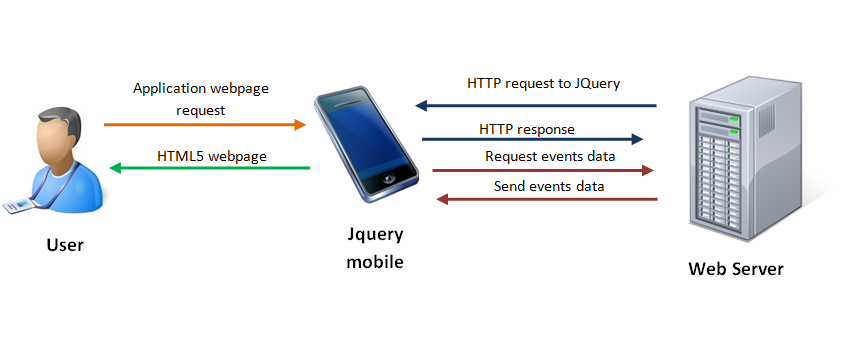 Application webpage
request
HTML5 webpage
User
Jquery
mobile
HTTP request to JQuery
HTTP response
Request events data
Send events data
Web Server